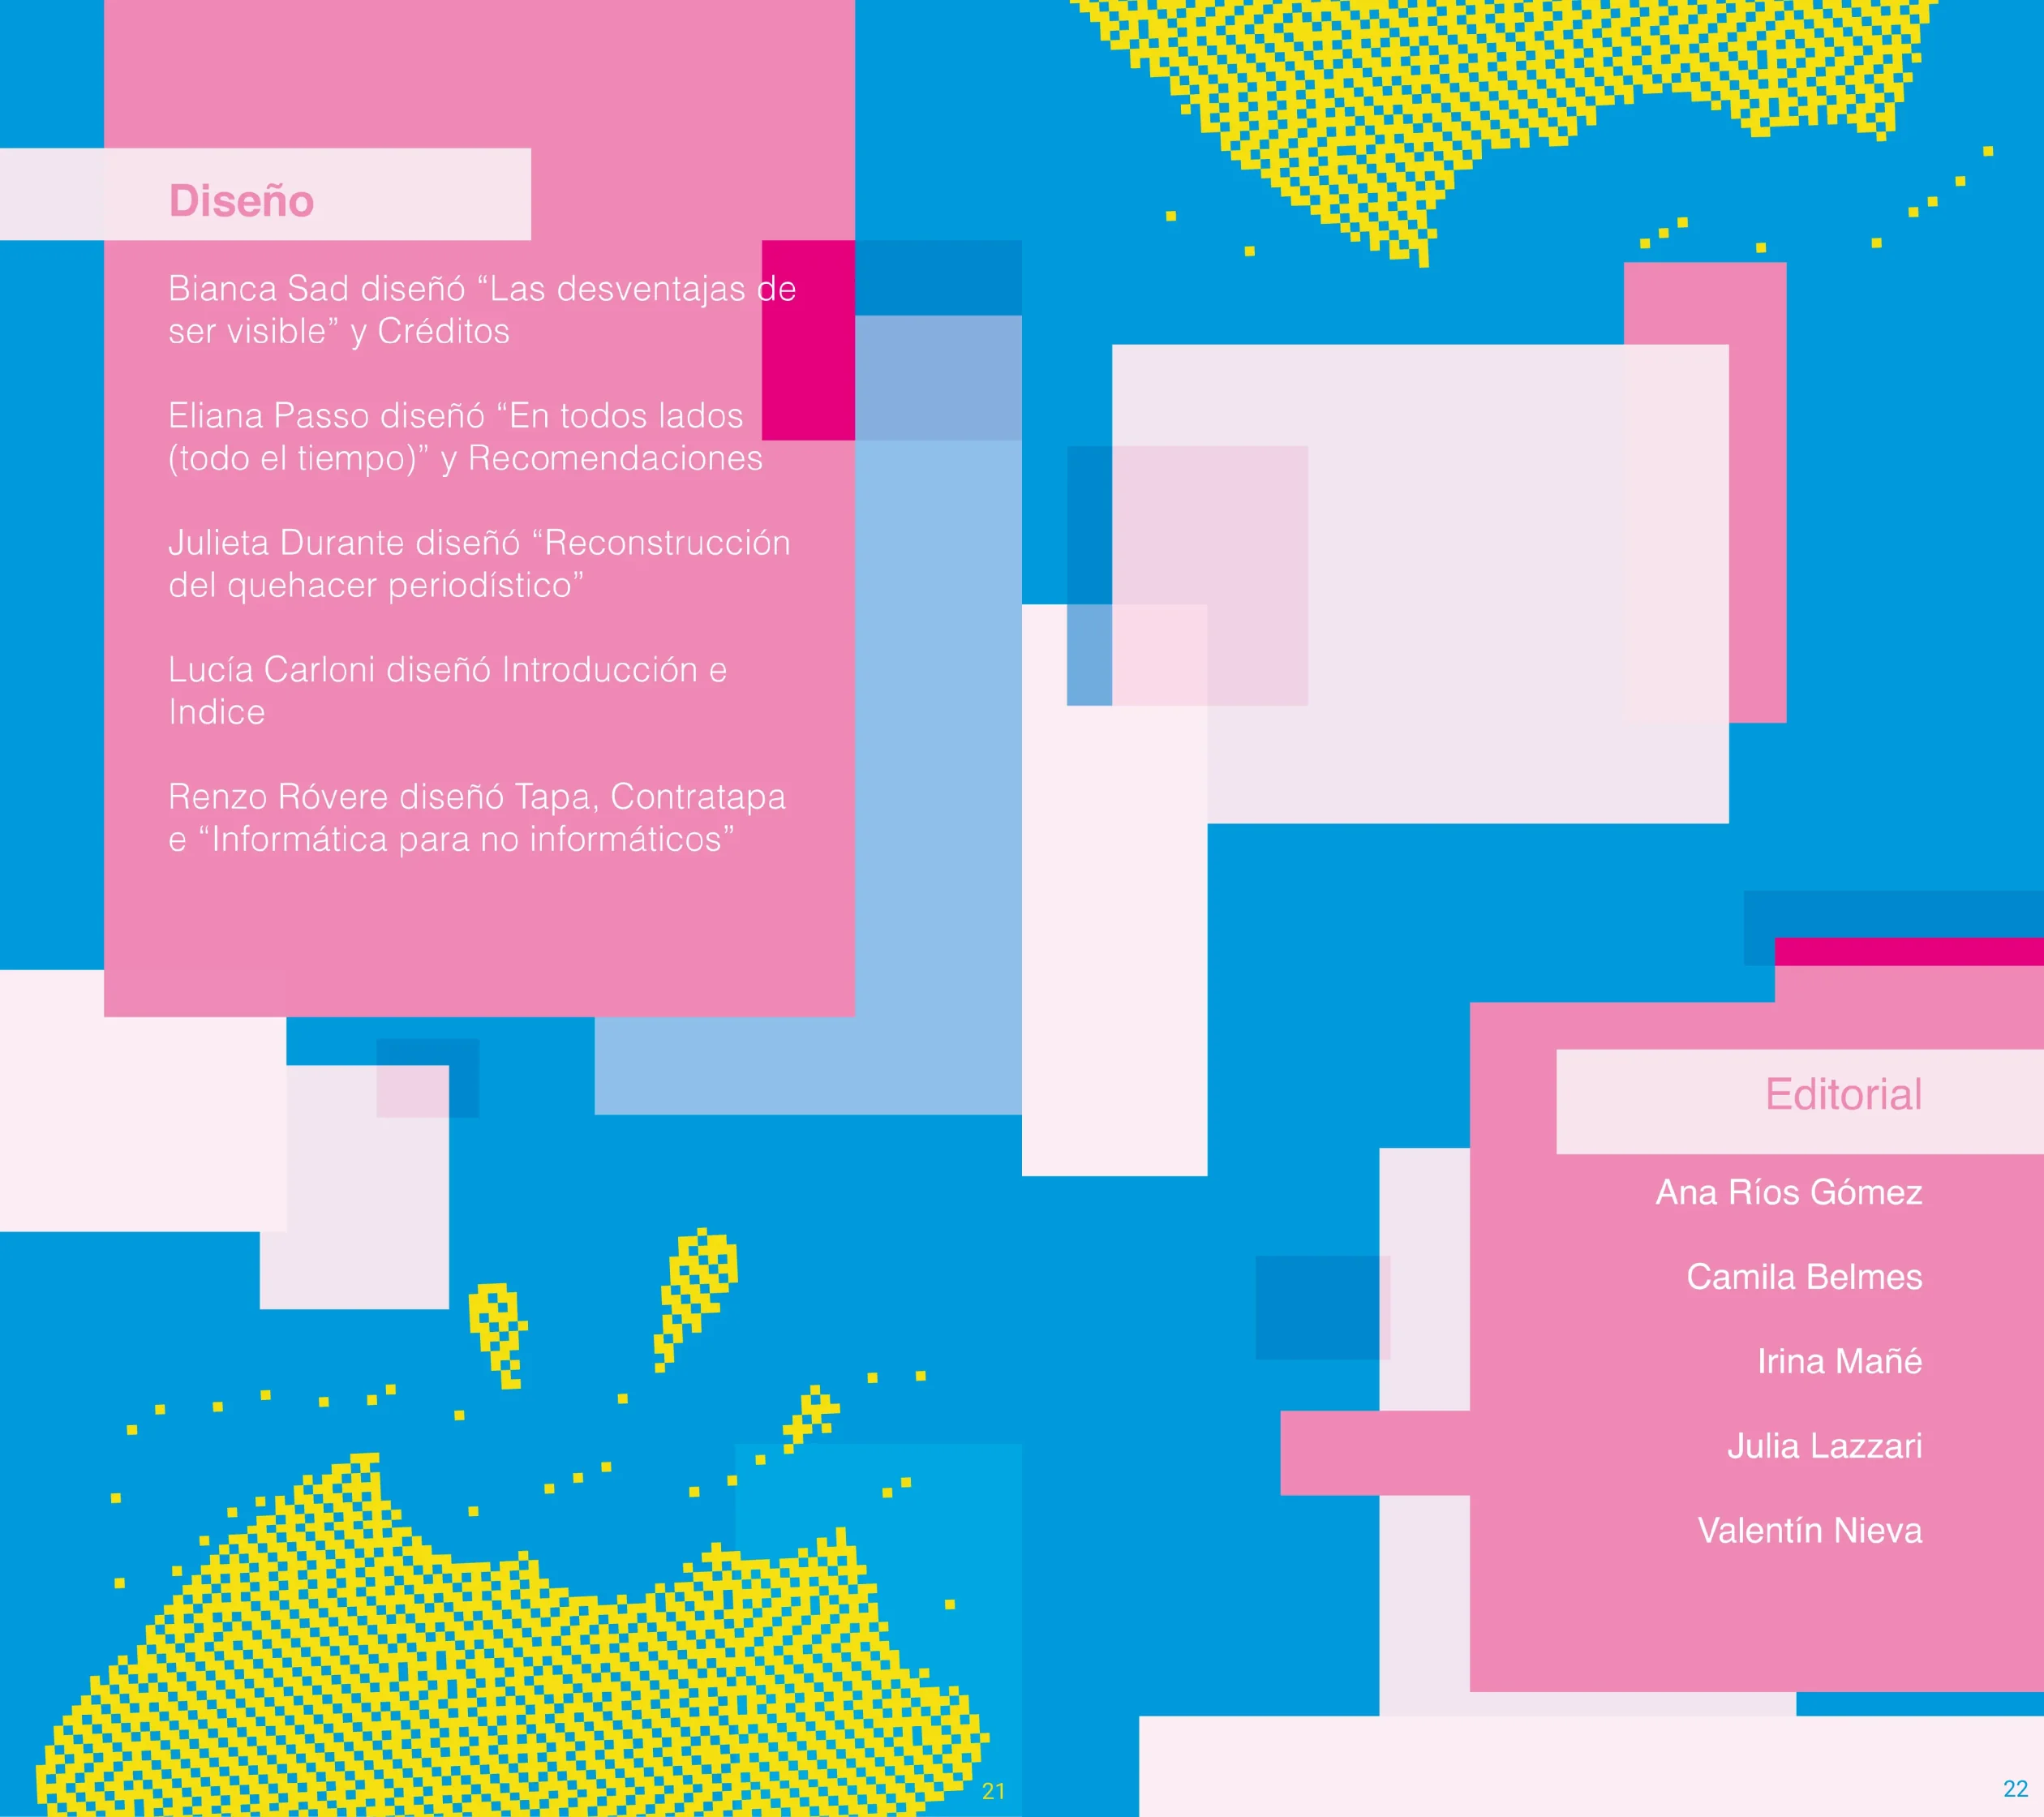 Diseño
Bianca Sad diseñó “Las desventajas de
ser visible” y Créditos
Eliana Passo diseñó “En todos lados
(todo el tiempo)” y Recomendaciones
Julieta Durante diseñó “Reconstrucción
del quehacer periodístico”
Lucía Carloni diseñó Introducción e
Indice
Renzo Róvere diseñó Tapa, Contratapa
e “Informática para no informáticos”
21
Editorial
Ana Ríos Gómez
Camila Belmes
Irina Mañé
Julia Lazzari
Valentín Nieva
22